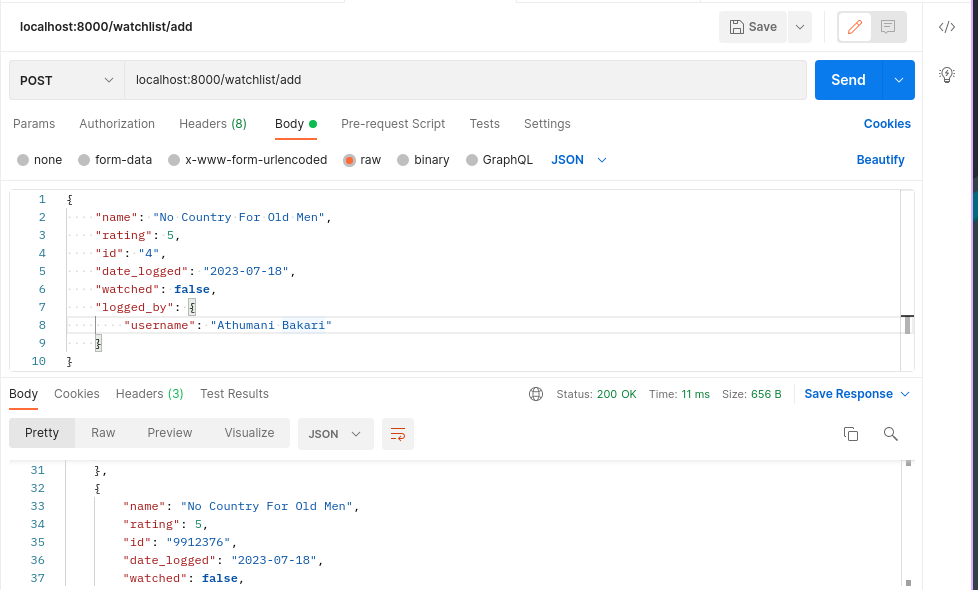 localhost:8000/watchlist/add
Save
POST localhost:8000/watchlist/add Send
Params Authorization Headers (8) Body Pre-request Script Tests Settings Cookies
none form-data x-www-form-urlencoded raw binary GraphQL JSON Beautify
1 {
2 "name": "No Country For Old Men",
3 "rating": 5,
4 "id": "4",
5 "date_logged": "2023-07-18",
6 "watched": false,
7 "logged_by": {
8 "username": "Athumani Bakari"
9 }
10 }
Body Cookies Headers (3) Test Results Status: 200 OK Time: 11 ms Size: 656 B Save Response
Pretty Raw Preview Visualize JSON
31 },
32 {
33 "name": "No Country For Old Men",
34 "rating": 5,
35 "id": "9912376",
36 "date_logged": "2023-07-18",
37 "watched": false,